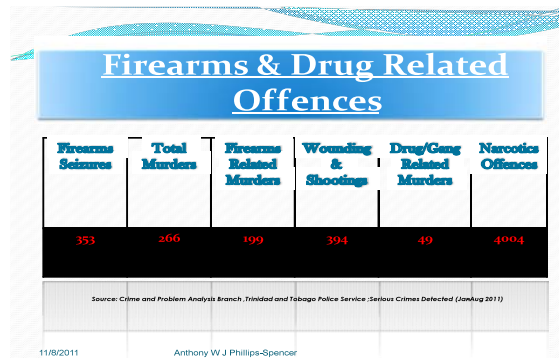 Firearms & Drug Related
Offences
Firearms Total Firearms Wounding Drug/Gang Narcotics
Seizures Murders Related & Related Offences
Murders Shootings Murders
353 266 199 394 49 4004
Source: Crime and Problem Analysis Branch ,Trinidad and Tobago Police Service ;Serious Crimes Detected (Jan-Aug 2011)
11/8/2011 Anthony W J Phillips-Spencer